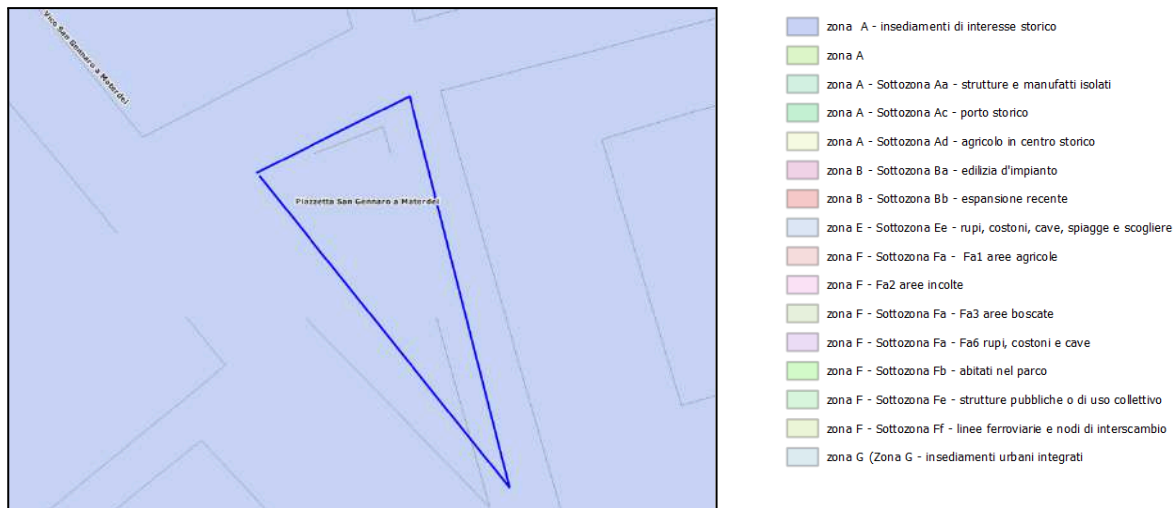 Vico San Gennaro a Materdei
Piazzetta San Gennaro a Materdei
zona A - insediamenti di interesse storico
zona A
zona A - Sottozona Aa - strutture e manufatti isolati
zona A - Sottozona Ac - porto storico
zona A - Sottozona Ad - agricolo in centro storico
zona B - Sottozona Ba - edilizia d'impianto
zona B - Sottozona Bb - espansione recente
zona E - Sottozona Ee - rupi, costoni, cave, spiagge e scogliere
zona F - Sottozona Fa - Fa1 aree agricole
zona F - Fa2 aree incolte
zona F - Sottozona Fa - Fa3 aree boscate
zona F - Sottozona Fa - Fa6 rupi, costoni e cave
zona F - Sottozona Fb - abitati nel parco
zona F - Sottozona Fe - strutture pubbliche o di uso collettivo
zona F - Sottozona Ff - linee ferroviarie e nodi di interscambio
zona G (Zona G - insediamenti urbani integrati